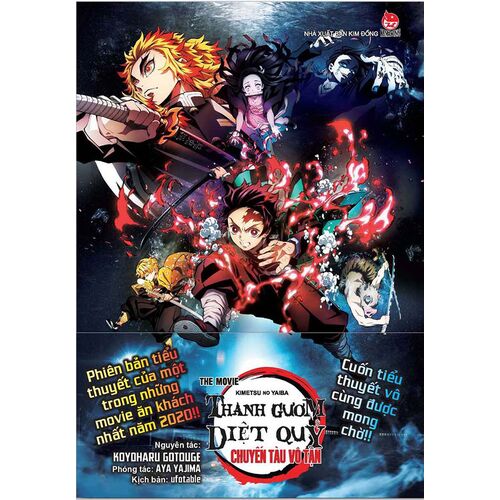 NHÀ XUẤT BẢN KIM ĐỒNG
Phiên bản tiểu
thuyết của một
trong những
movie ăn khách
nhất năm 2020!!
Nguyên tác:
KOYOHARU GOTOUGE
Phóng tác: AYA YAJIMA
Kịch bản: ufotable
THE MOVIE
KIMETSU NO YAIBA
THANH GƯƠM
DIỆT QUỶ
CHUYẾN TÀU VÔ TẬN
Cuốn tiểu
thuyết vô
cùng được
mong
chờ!!